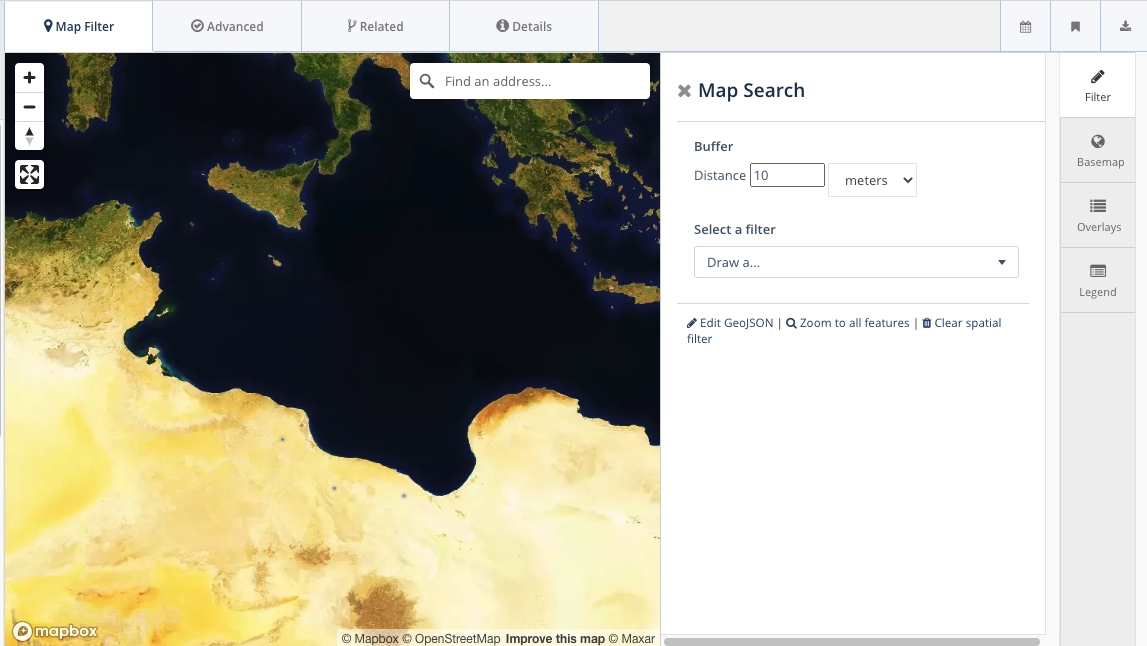 Map Filter
Advanced
Related
Details
Find an address...
Map Search
Buffer
Distance 10 meters
Select a filter
Draw a...
Edit GeoJSON | Zoom to all features | Clear spatial
filter
Filter
Basemap
Overlays
Legend
mapbox
© Mapbox © OpenStreetMap Improve this map © Maxar